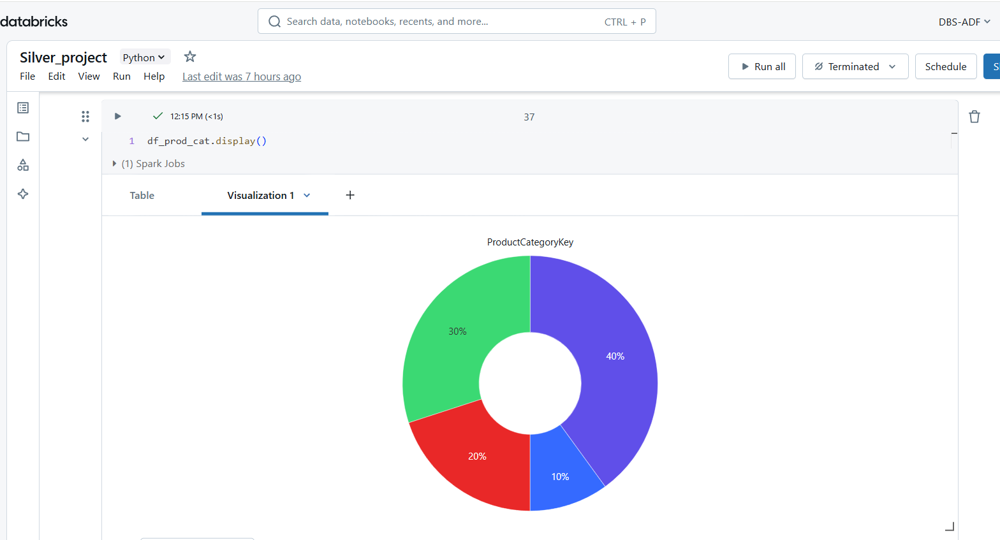 databricks
Search data, notebooks, recents, and more...
CTRL + P
DBS-ADF
Silver_project
Python
File
Edit
View
Run
Help
Last edit was 7 hours ago
Run all
Terminated
Schedule
12:15 PM (<1s)
37
1 df_prod_cat.display()
(1) Spark Jobs
Table
Visualization 1
+
ProductCategoryKey
30%
40%
20%
10%